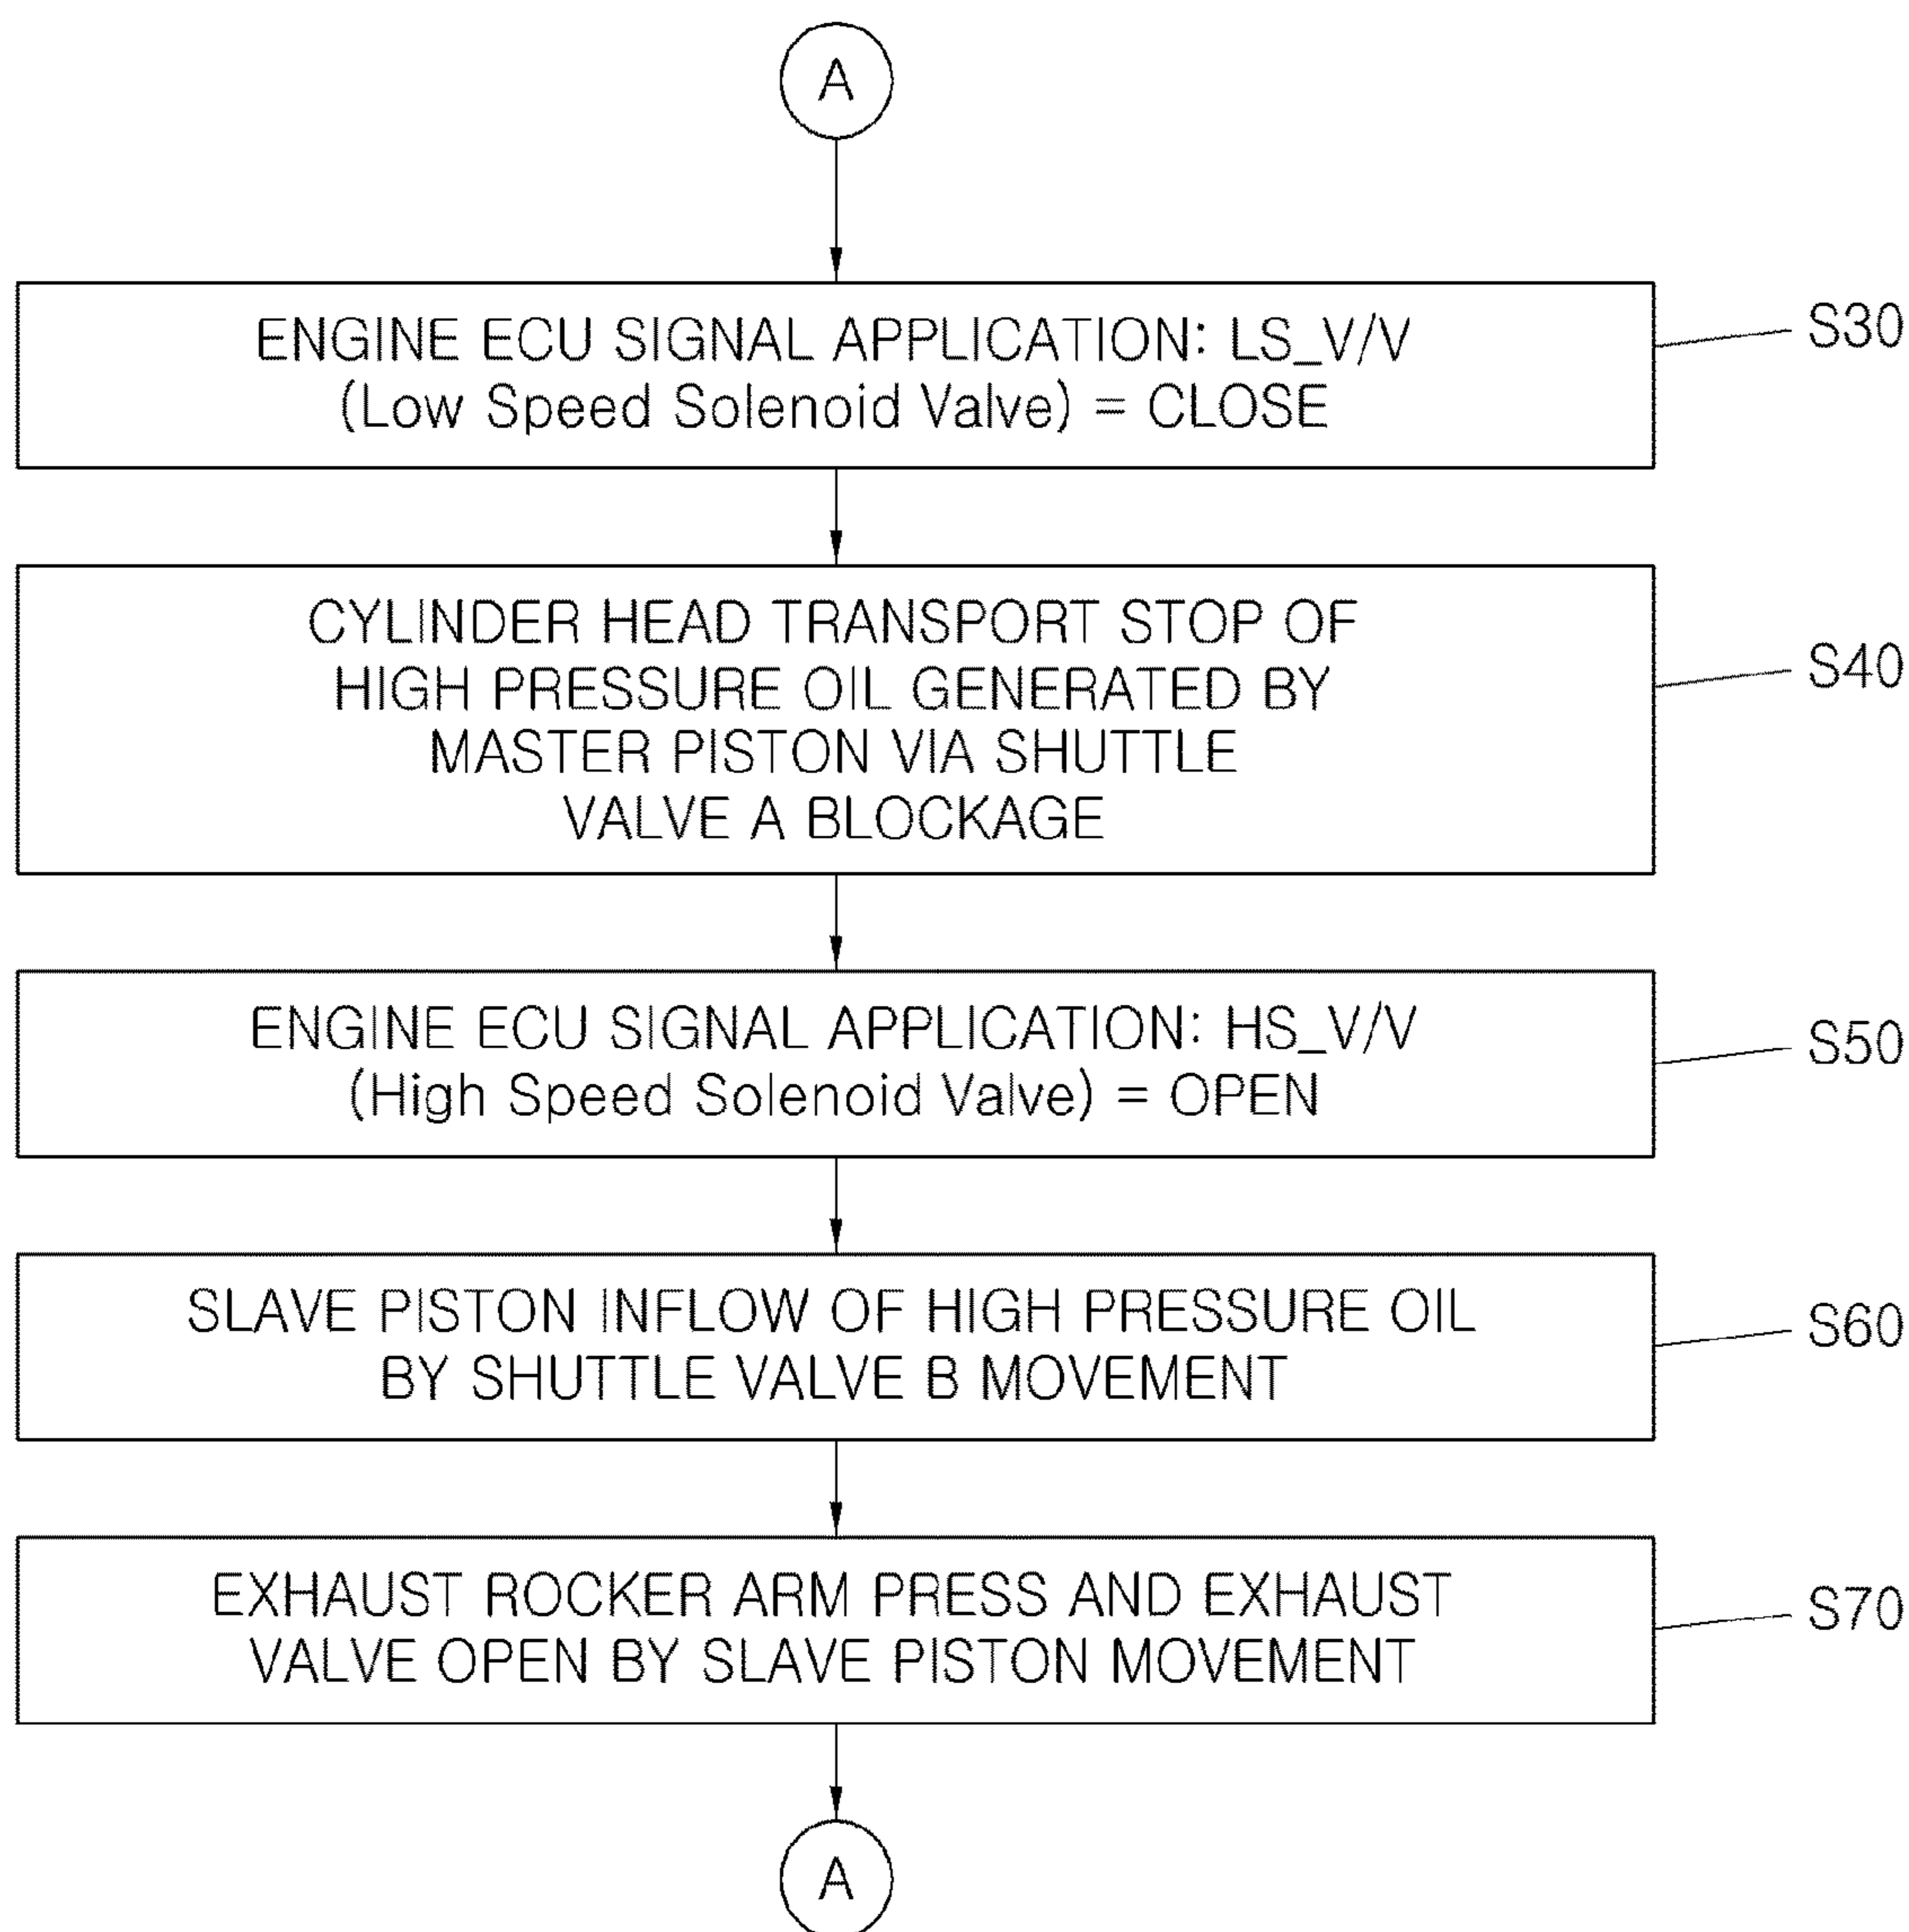 A
ENGINE ECU SIGNAL APPLICATION: LS_V/V
(Low Speed Solenoid Valve) = CLOSE
S30
CYLINDER HEAD TRANSPORT STOP OF
HIGH PRESSURE OIL GENERATED BY
MASTER PISTON VIA SHUTTLE
VALVE A BLOCKAGE
S40
ENGINE ECU SIGNAL APPLICATION: HS_V/V
(High Speed Solenoid Valve) = OPEN
S50
SLAVE PISTON INFLOW OF HIGH PRESSURE OIL
BY SHUTTLE VALVE B MOVEMENT
S60
EXHAUST ROCKER ARM PRESS AND EXHAUST
VALVE OPEN BY SLAVE PISTON MOVEMENT
S70
A